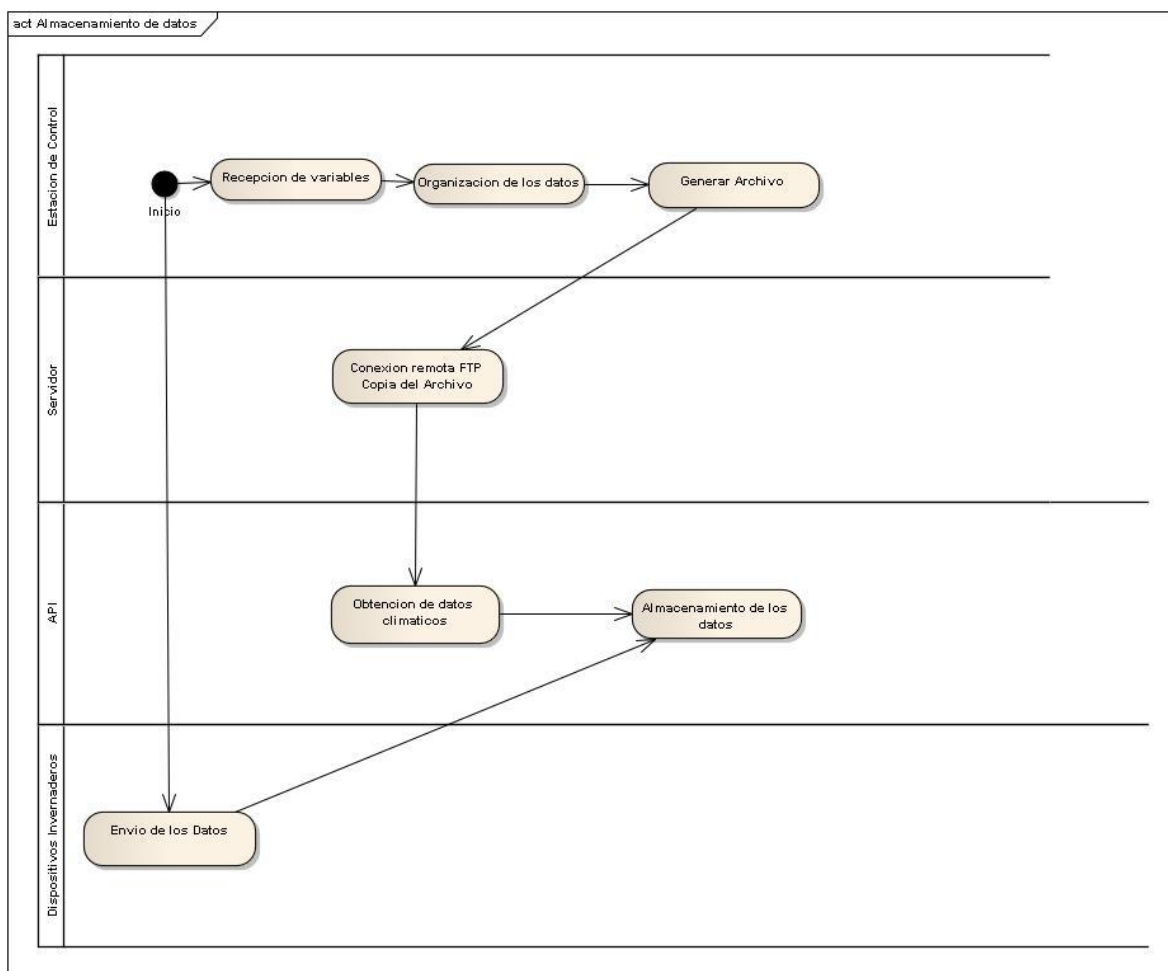 act Almacenamiento de datos
Estacion de Control
Inicio
Recepcion de variables
Organizacion de los datos
Generar Archivo
Servidor
Conexion remota FTP
Copia del Archivo
API
Obtencion de datos
climaticos
Almacenamiento de los
datos
Dispositivos Invernaderos
Envio de los Datos